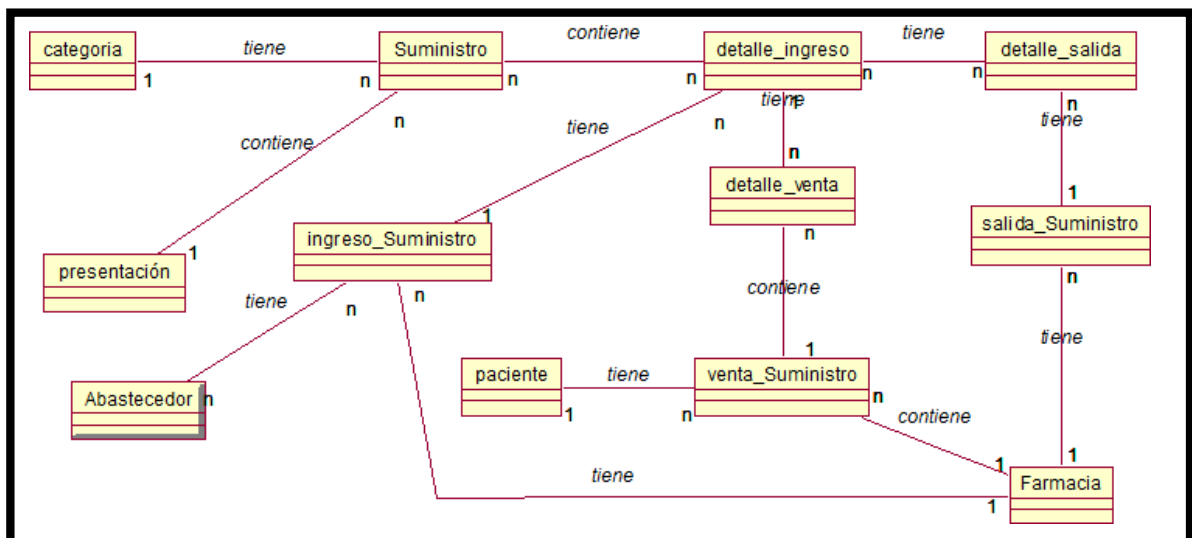 categoria
tiene
1
n
Suministro
contiene
n
n
detalle_ingreso
tiene
n
n
detalle_salida
n
contiene
1
presentación
tiene
n
1
ingreso_Suministro
tiene
n
detalle_venta
n
tiene
1
salida_Suministro
n
tiene
n
n
Abastecedor
n
contiene
1
paciente
tiene
1
n
venta_Suministro
n
contiene
1
tiene
1
n
tiene
1
Farmacia